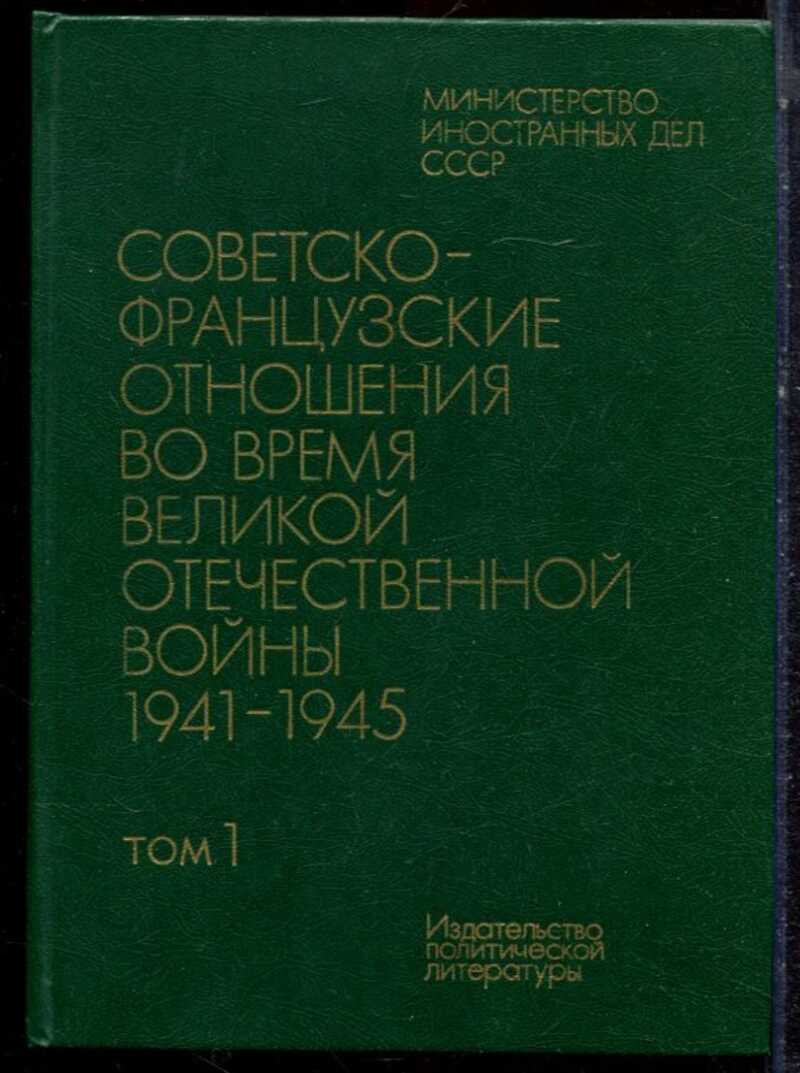 МИНИСТЕРСТВО
ИНОСТРАННЫХ ДЕЛ
СССР
СОВЕТСКО-
ФРАНЦУЗСКИЕ
ОТНОШЕНИЯ
ВО ВРЕМЯ
ВЕЛИКОЙ
ОТЕЧЕСТВЕННОЙ
ВОЙНЫ
1941-1945
ТОМ 1
Издательство
политической
литературы